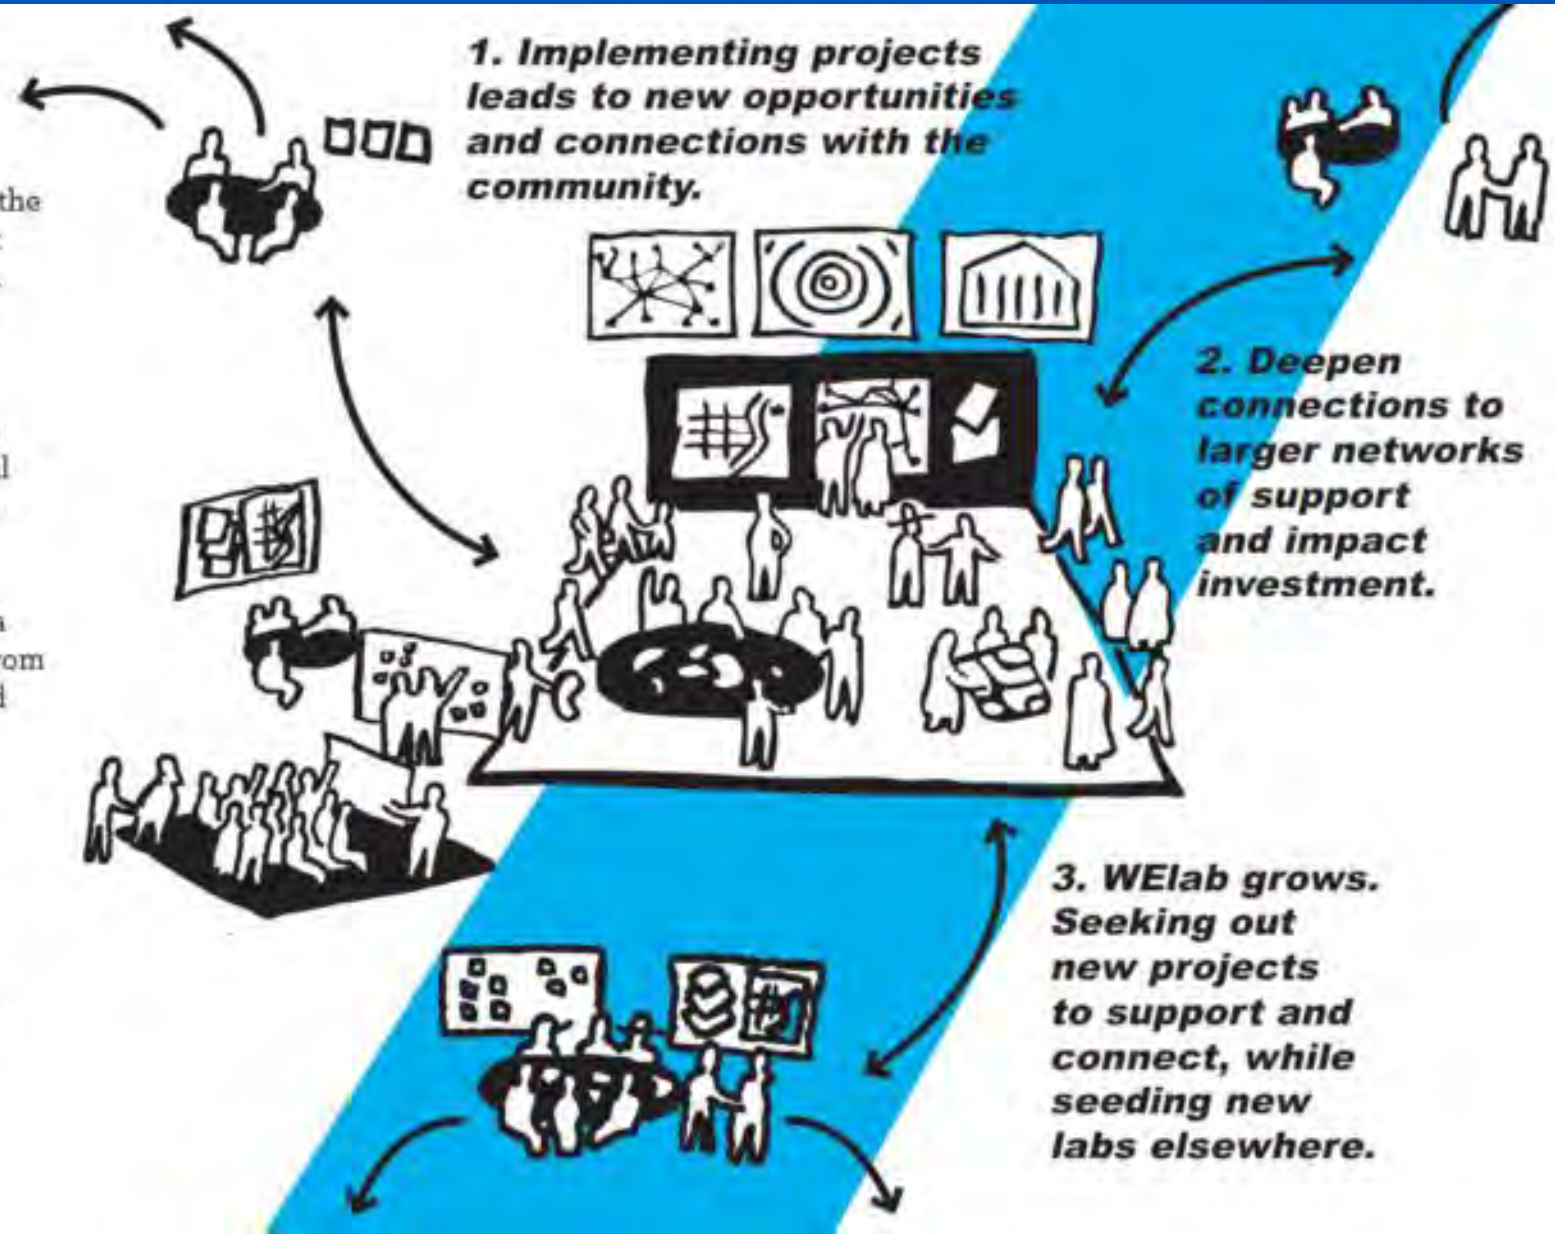 1. Implementing projects
leads to new opportunities
and connections with the
community.
the
2. Deepen
connections to
larger networks
of support
and impact
investment.
3. WElab grows.
Seeking out
new projects
to support and
connect, while
seeding new
labs elsewhere.